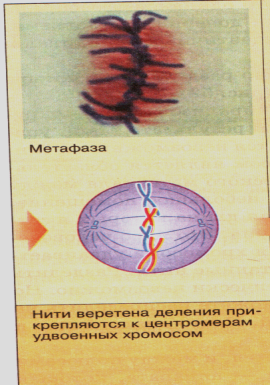 Метафаза
Нити веретена деления при-
крепляются к центромерам
удвоенных хромосом